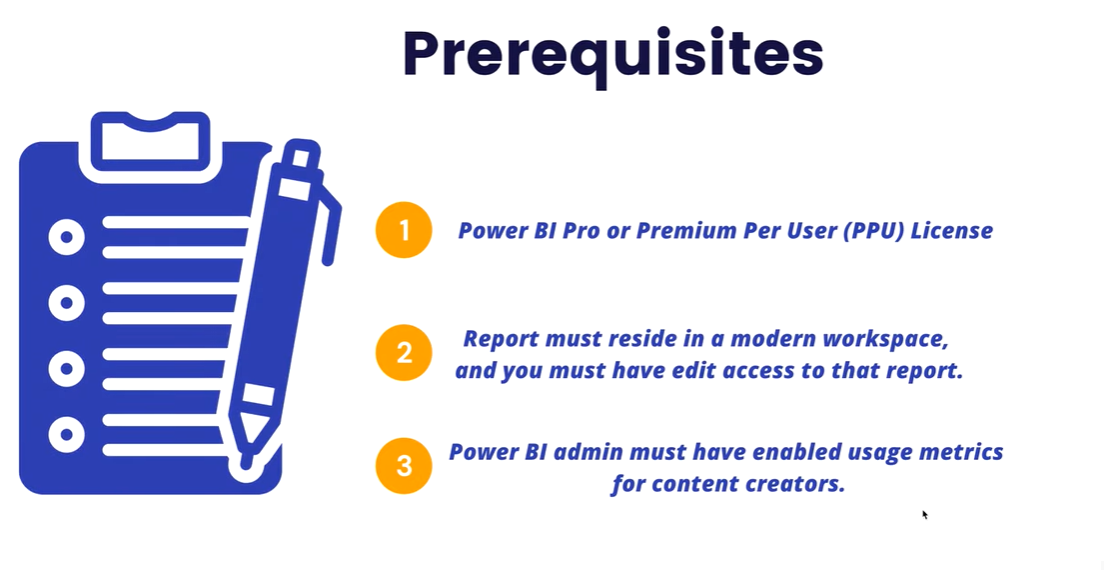 Prerequisites
1 Power BI Pro or Premium Per User (PPU) License
2 Report must reside in a modern workspace,
and you must have edit access to that report.
3 Power BI admin must have enabled usage metrics
for content creators.